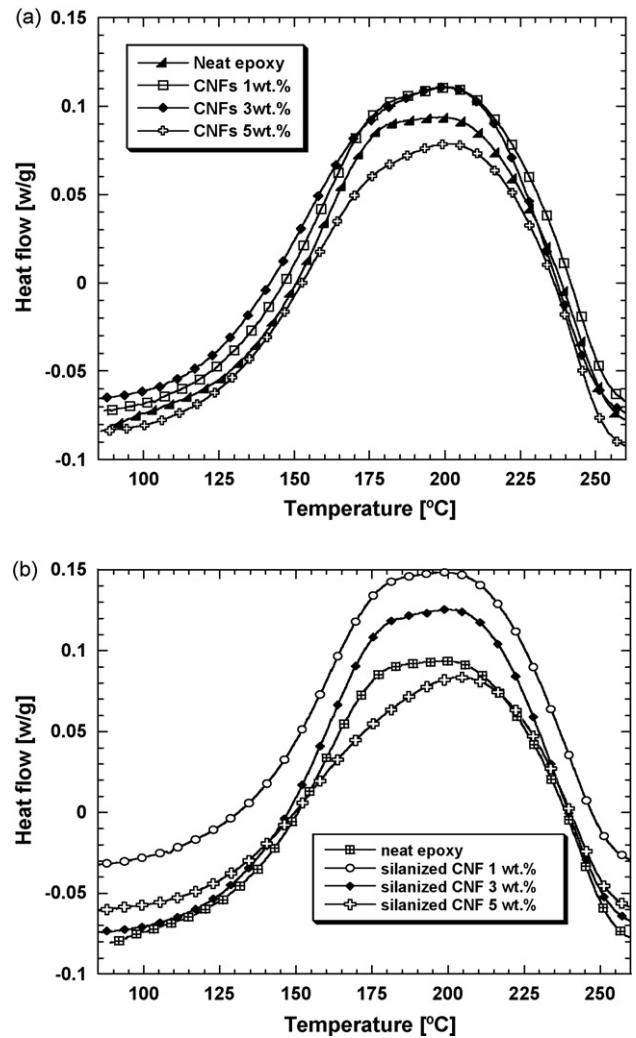 (a)
0.15
0.1
0.05
0
-0.05
-0.1
Heat flow [w/g]
Neat epoxy
CNFs 1wt.%
CNFs 3wt.%
CNFs 5wt.%
100 125 150 175 200 225 250
Temperature [ºC]
(b)
0.15
0.1
0.05
0
-0.05
-0.1
Heat flow [w/g]
neat epoxy
silanized CNF 1 wt.%
silanized CNF 3 wt.%
silanized CNF 5 wt.%
100 125 150 175 200 225 250
Temperature [ºC]